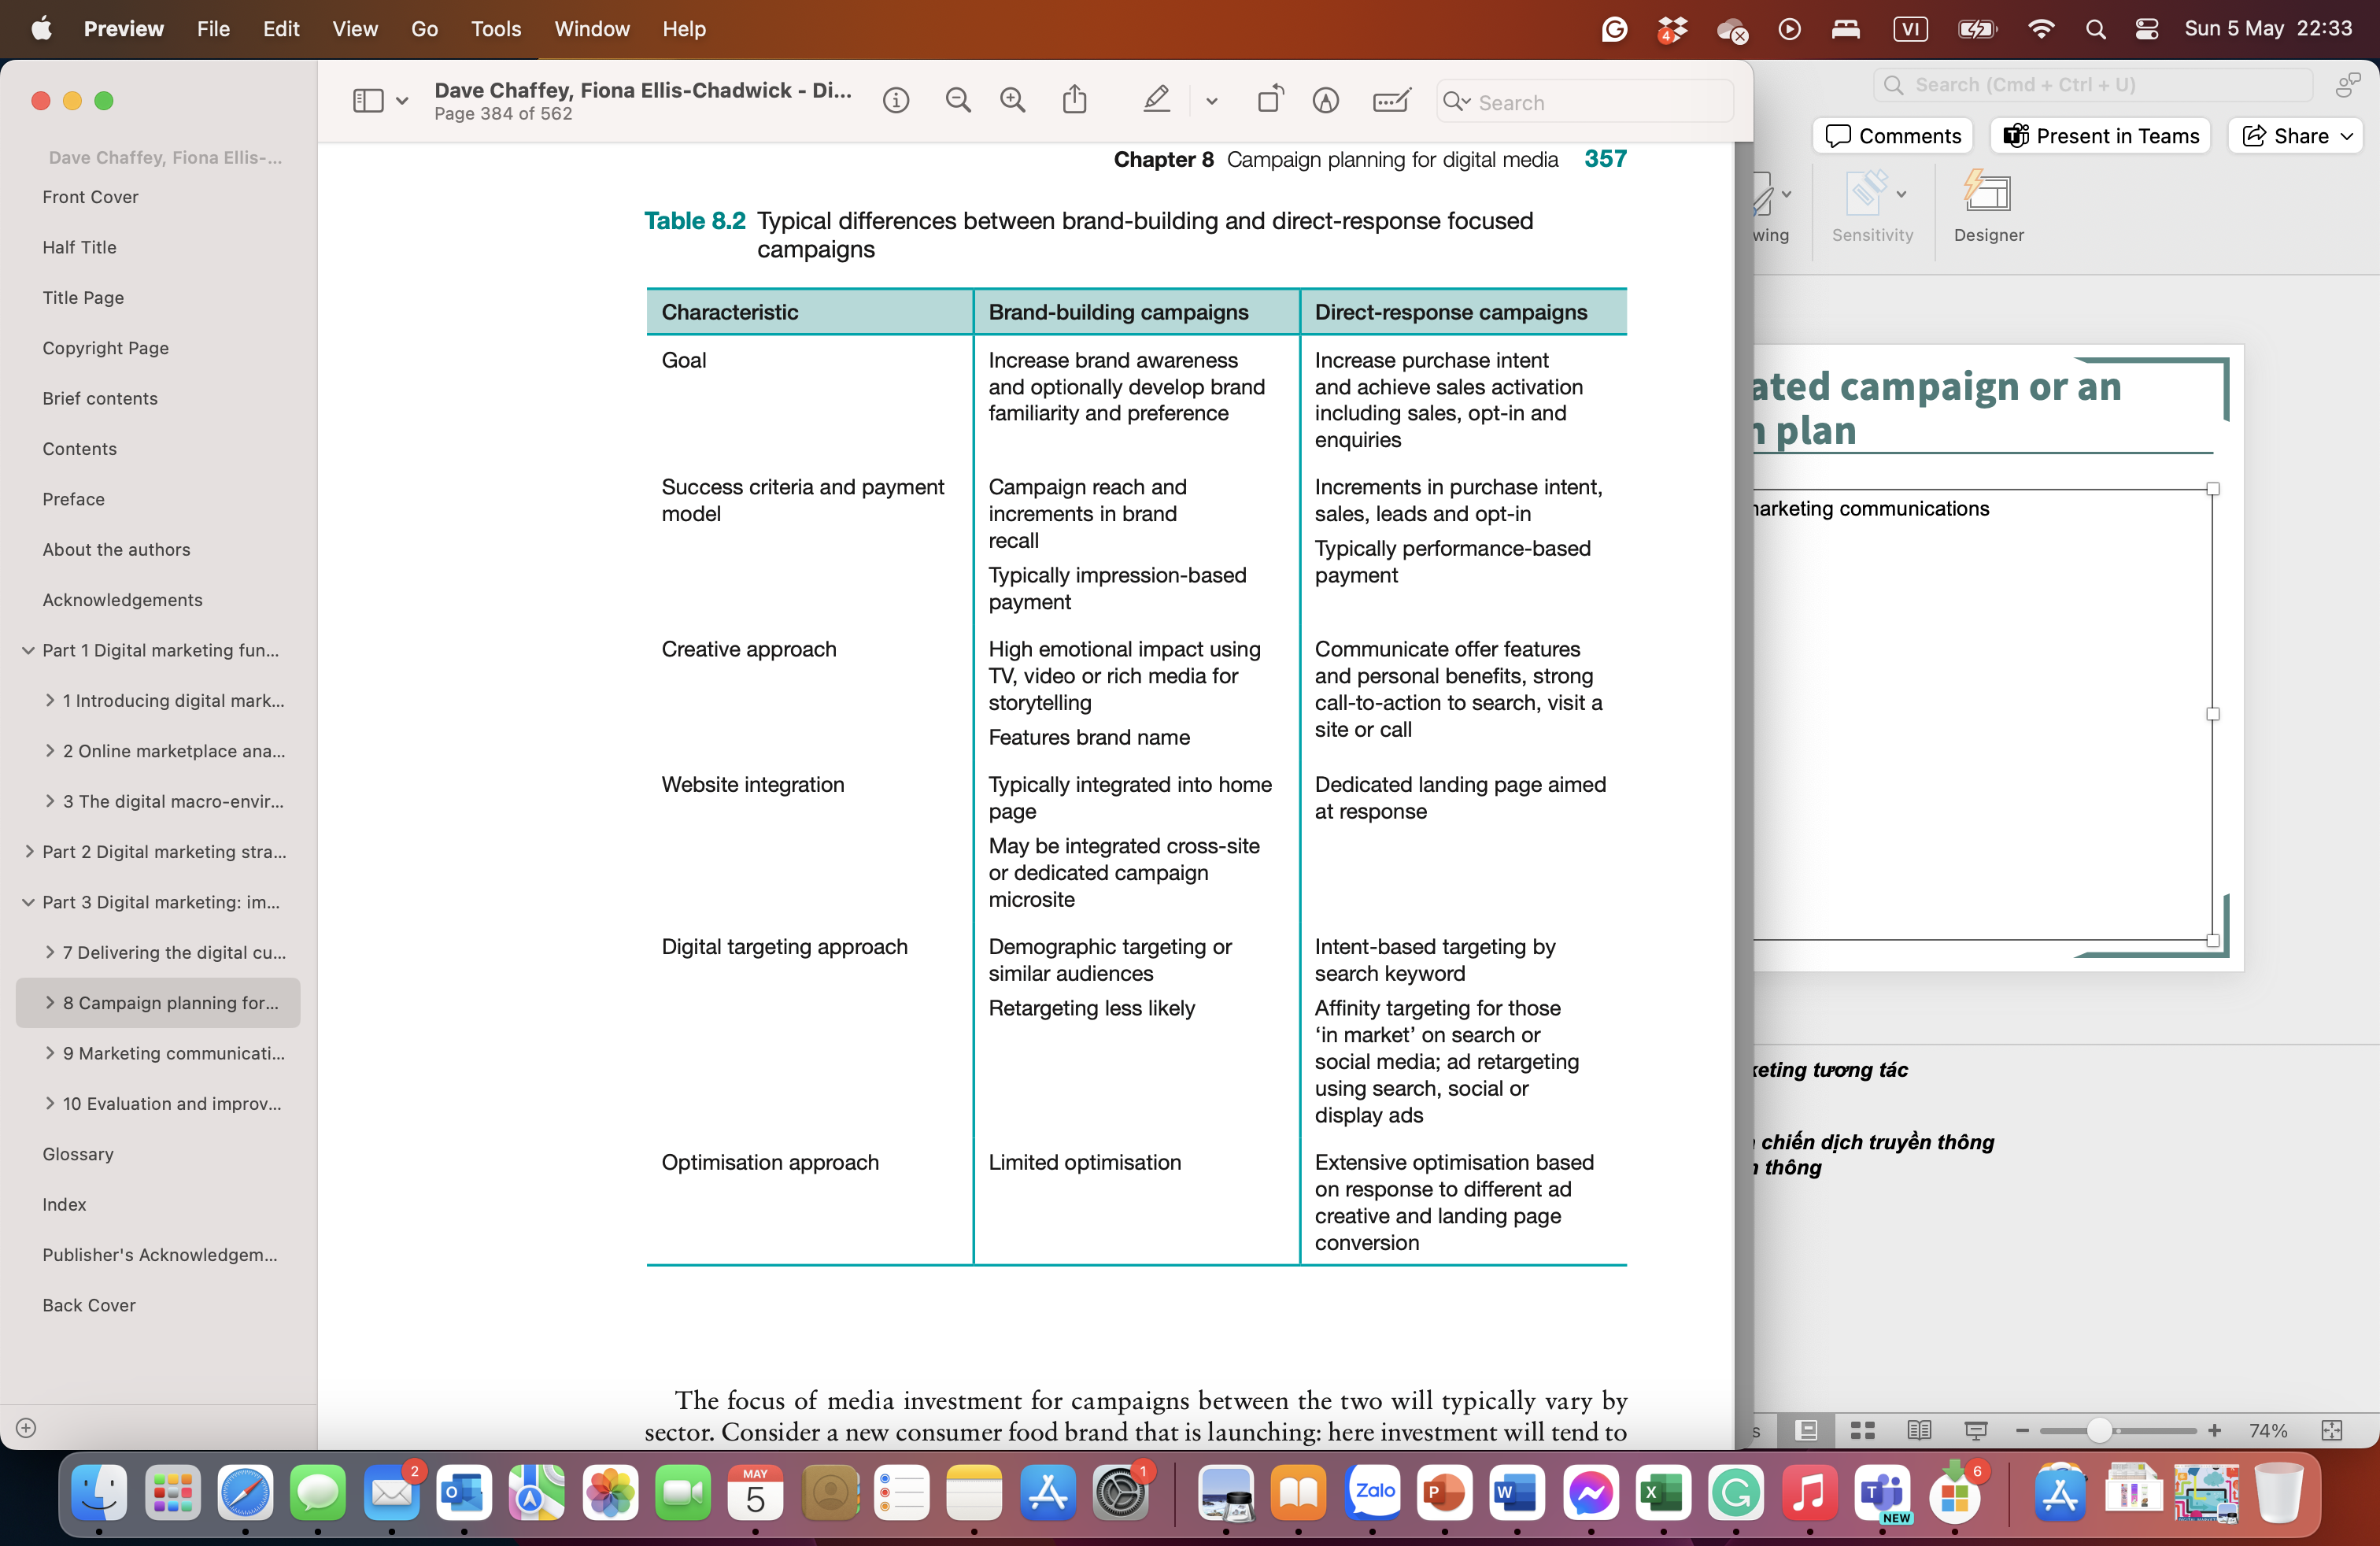 Preview File Edit View Go Tools Window Help
4
VI
Sun 5 May 22:33
Dave Chaffey, Fiona Ellis-...
Front Cover
Half Title
Title Page
Copyright Page
Brief contents
Contents
Preface
About the authors
Acknowledgements
Part 1 Digital marketing fun...
1 Introducing digital mark...
2 Online marketplace ana...
3 The digital macro-envir...
Part 2 Digital marketing stra...
Part 3 Digital marketing: im...
7 Delivering the digital cu...
8 Campaign planning for...
9 Marketing communicati...
10 Evaluation and improv...
Glossary
Index
Publisher's Acknowledgem...
Back Cover
Dave Chaffey, Fiona Ellis-Chadwick - Di...
Page 384 of 562
Search
Chapter 8 Campaign planning for digital media 357
Table 8.2 Typical differences between brand-building and direct-response focused
campaigns
Characteristic
Brand-building campaigns
Direct-response campaigns
Goal
Increase brand awareness
and optionally develop brand
familiarity and preference
Increase purchase intent
and achieve sales activation
including sales, opt-in and
enquiries
Success criteria and payment
model
Campaign reach and
increments in brand
recall
Typically impression-based
payment
Increments in purchase intent,
sales, leads and opt-in
Typically performance-based
payment
Creative approach
High emotional impact using
TV, video or rich media for
storytelling
Features brand name
Communicate offer features
and personal benefits, strong
call-to-action to search, visit a
site or call
Website integration
Typically integrated into home
page
May be integrated cross-site
or dedicated campaign
microsite
Dedicated landing page aimed
at response
Digital targeting approach
Demographic targeting or
similar audiences
Retargeting less likely
Intent-based targeting by
search keyword
Affinity targeting for those
‘in market’ on search or
social media; ad retargeting
using search, social or
display ads
Optimisation approach
Limited optimisation
Extensive optimisation based
on response to different ad
creative and landing page
conversion
The focus of media investment for campaigns between the two will typically vary by
sector. Consider a new consumer food brand that is launching: here investment will tend to
Search (Cmd + Ctrl + U)
Comments
Present in Teams
Share
wing
Sensitivity
Designer
ated campaign or an
n plan
marketing communications
keting tương tác
chiến dịch truyền thông
n thông
74%
2
MAY
5
1
Zalo
P
W
X
T
NEW
6